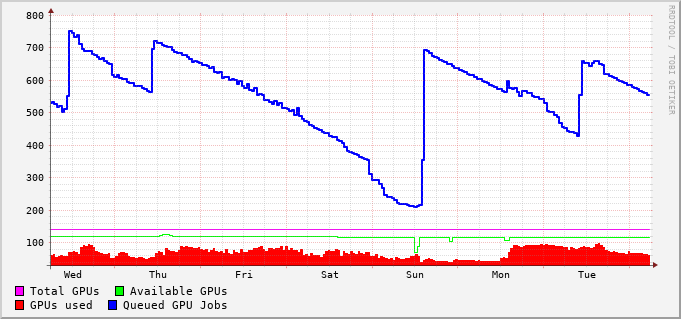 RRDTOOL / TOBI OETIKER
800
700
600
500
400
300
200
100
Wed Thu Fri Sat Sun Mon Tue
Total GPUs Available GPUs
GPUs used Queued GPU Jobs